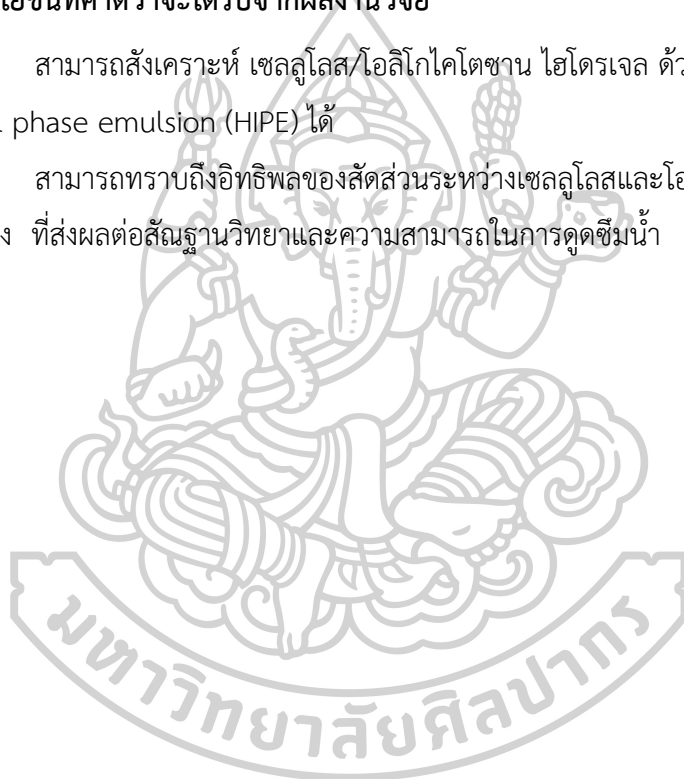 โยชน์ที่คาดว่าจะได้รับจากผลงานวิจัย
สามารถสังเคราะห์ เซลลูโลส/โอลิโกไคโตซาน ไฮโดรเจล ด้ว
phase emulsion (HIPE) ได้
สามารถทราบถึงอิทธิพลของสัดส่วนระหว่างเซลลูโลสและโอ
ง ที่ส่งผลต่อสัณฐานวิทยาและความสามารถในการดูดซึมน้ำ
มหาวิทยาลัยศิลปากร